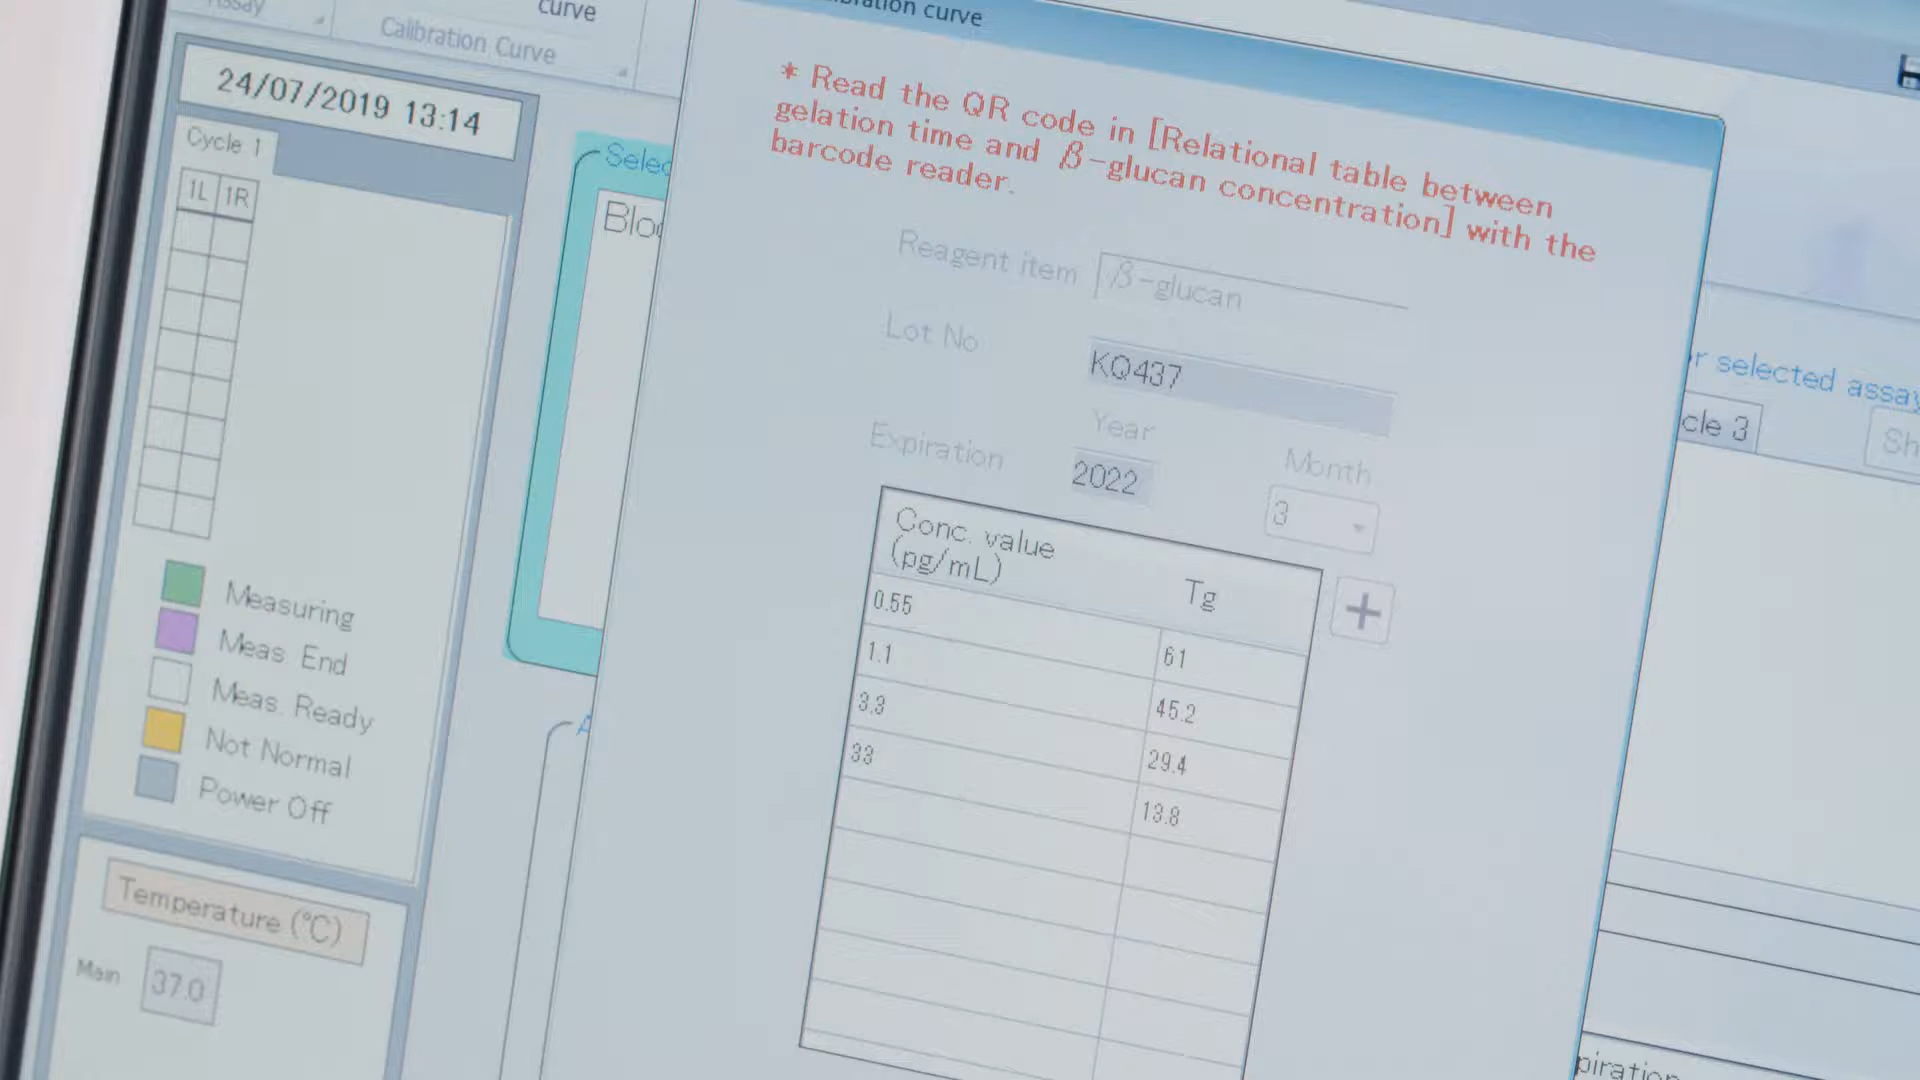 Assay
curve
Calibration Curve
24/07/2019 13:14
Cycle 1
1L 1R
Measuring
Meas. End
Meas. Ready
Not Normal
Power Off
Temperature (°C)
Main 37.0
curve
* Read the QR code in [Relational table between
gelation time and β-glucan concentration] with the
barcode reader.
Reagent item β-glucan
Lot No KQ437
Year
Month
Expiration 2022 3
Conc. value
(pg/mL) Tg
+
0.55 61
1.1 45.2
3.3 29.4
33 13.8
selected assay
3